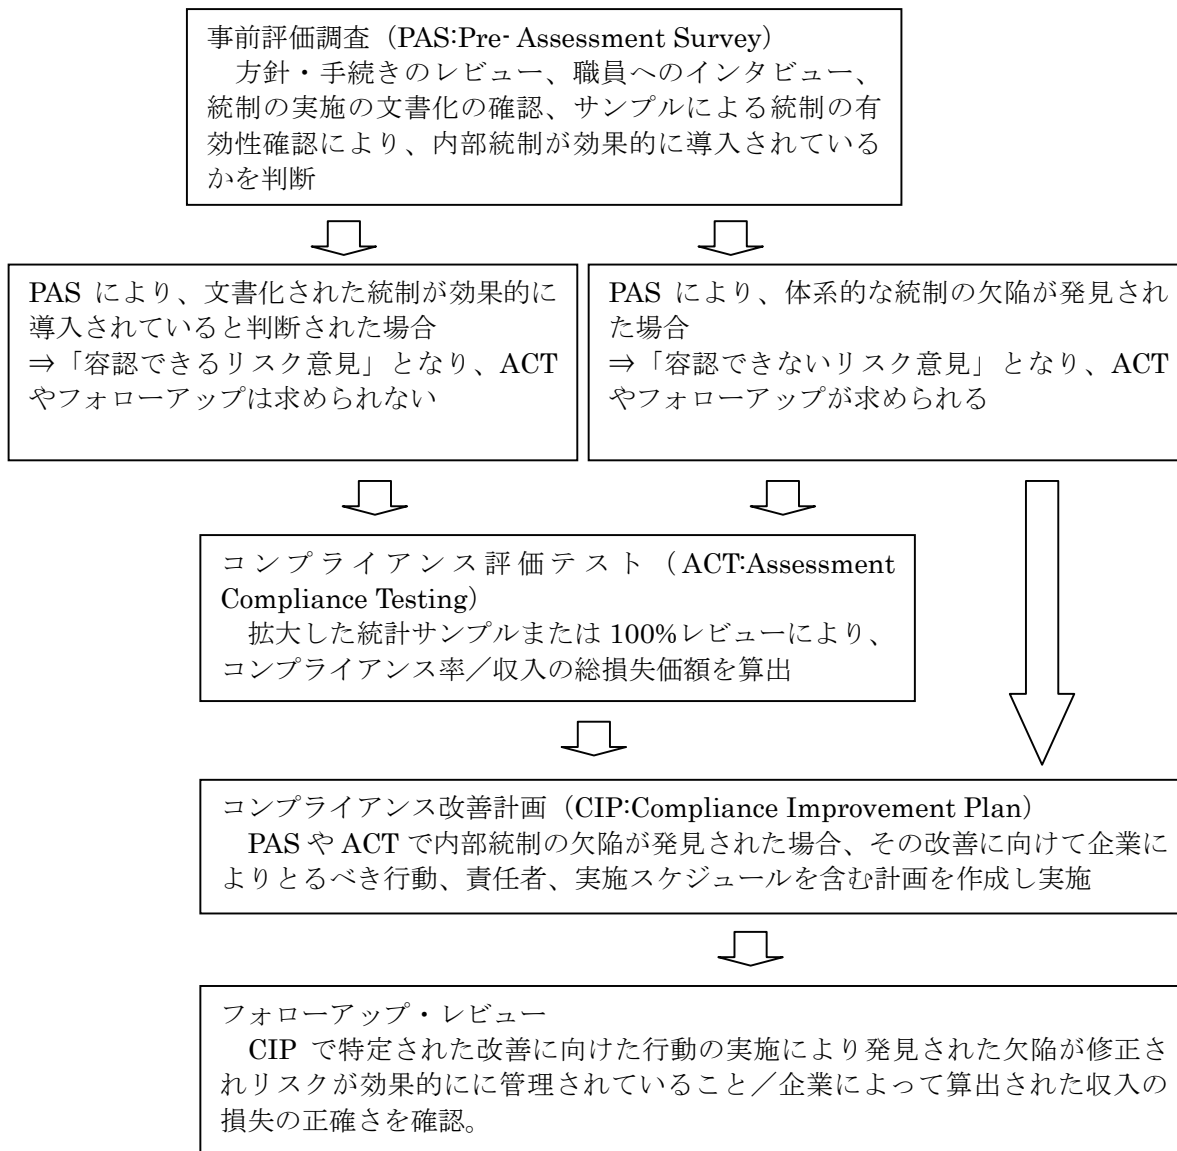 事前評価調査（PAS:Pre- Assessment Survey）
方針・手続きのレビュー、職員へのインタビュー、
統制の実施の文書化の確認、サンプルによる統制の有
効性確認により、内部統制が効果的に導入されている
かを判断
PAS により、文書化された統制が効果的に
導入されていると判断された場合
⇒「容認できるリスク意見」となり、ACT
やフォローアップは求められない
PAS により、体系的な統制の欠陥が発見され
た場合
⇒「容認できないリスク意見」となり、ACT
やフォローアップが求められる
コンプライアンス評価テスト（ACT:Assessment
Compliance Testing）
拡大した統計サンプルまたは 100%レビューにより、
コンプライアンス率／収入の総損失価額を算出
コンプライアンス改善計画（CIP:Compliance Improvement Plan）
PAS や ACT で内部統制の欠陥が発見された場合、その改善に向けて企業に
よりとるべき行動、責任者、実施スケジュールを含む計画を作成し実施
フォローアップ・レビュー
CIP で特定された改善に向けた行動の実施により発見された欠陥が修正さ
れリスクが効果的にに管理されていること／企業によって算出された収入の
損失の正確さを確認。